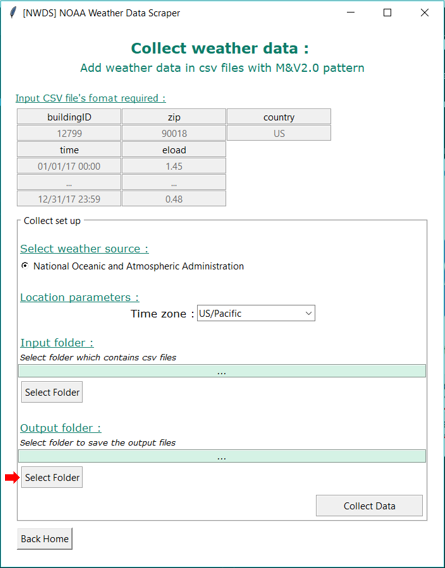 [NWDS] NOAA Weather Data Scraper
Collect weather data :
Add weather data in csv files with M&V2.0 pattern
Input CSV file's fomat required :
buildingID zip country
12799 90018 US
time eload
01/01/17 00:00 1.45
... ...
12/31/17 23:59 0.48
Collect set up
Select weather source :
National Oceanic and Atmospheric Administration
Location parameters :
Time zone : US/Pacific
Input folder :
Select folder which contains csv files
...
Select Folder
Output folder :
Select folder to save the output files
...
Select Folder
Collect Data
Back Home